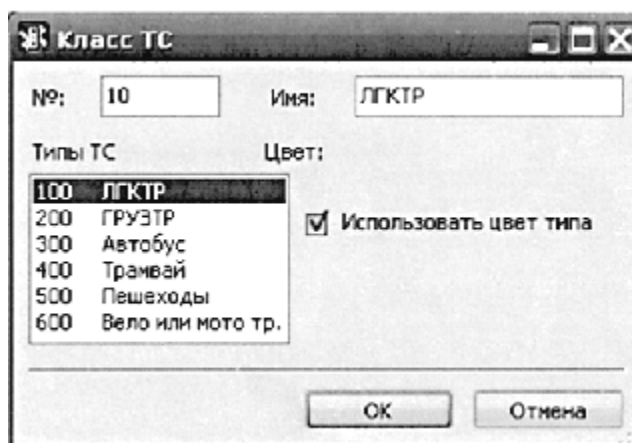 Класс ТС
№: 10 Имя: ЛГКТР
Типы ТС Цвет:
100 ЛГКТР
200 ГРУЗТР
300 Автобус
400 Трамвай
500 Пешеходы
600 Вело или мото тр.
Использовать цвет типа
ОК Отмена